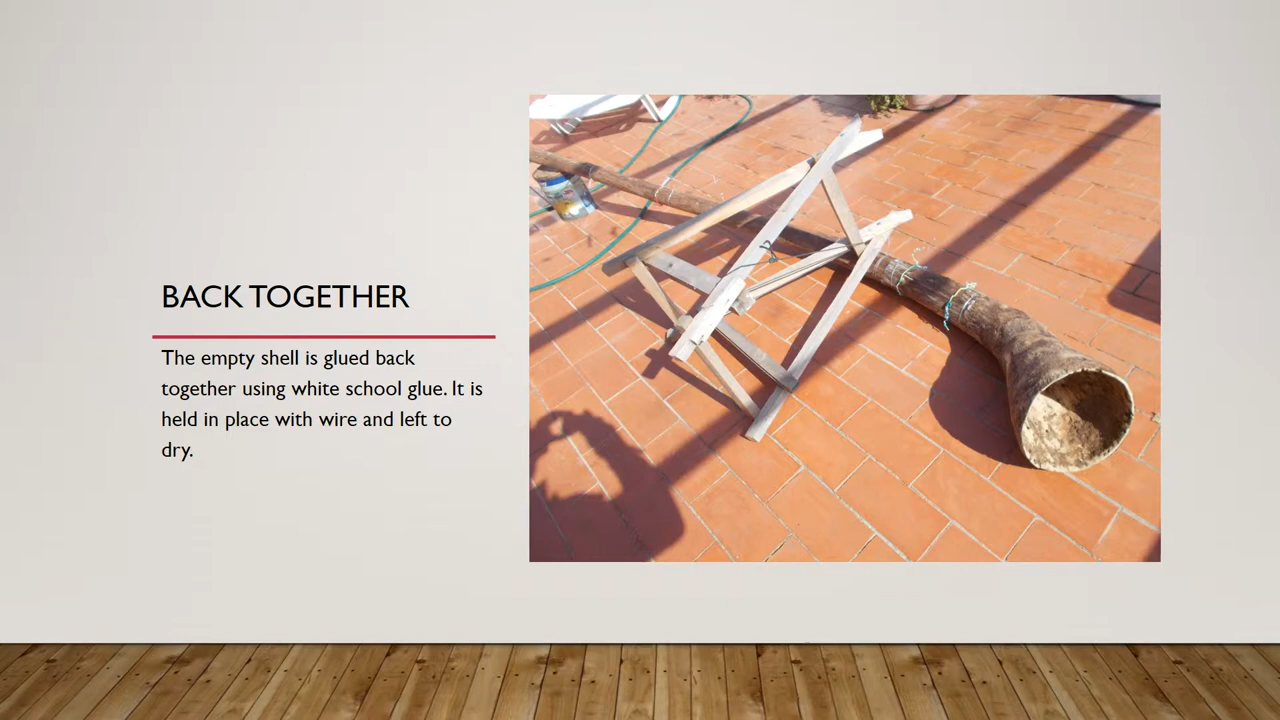 BACK TOGETHER
The empty shell is glued back
together using white school glue. It is
held in place with wire and left to
dry.